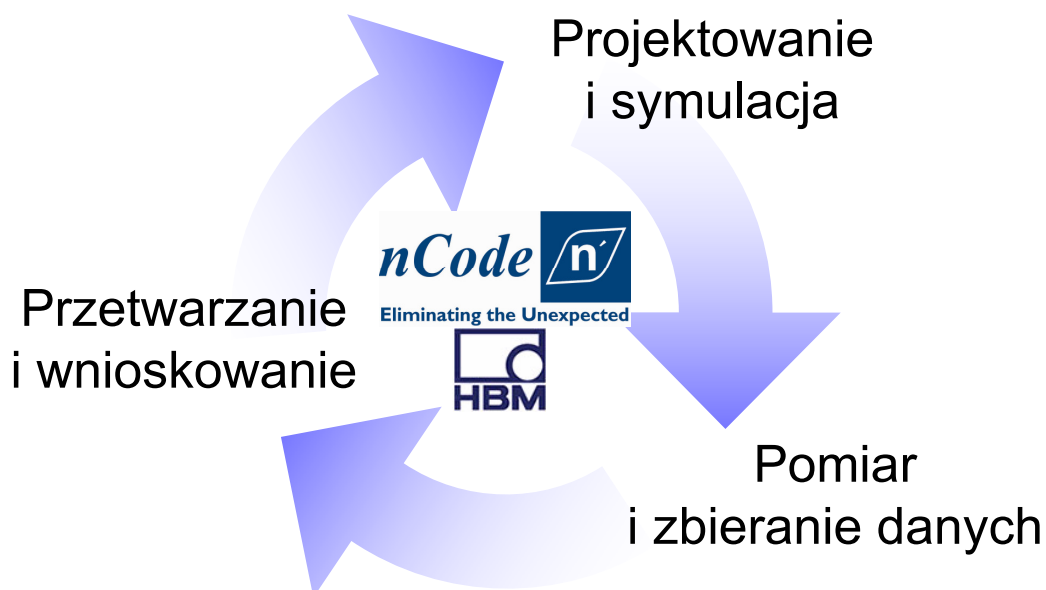 Projektowanie
i symulacja
nCode n
Eliminating the Unexpected
HBM
Przetwarzanie
i wnioskowanie
Pomiar
i zbieranie danych